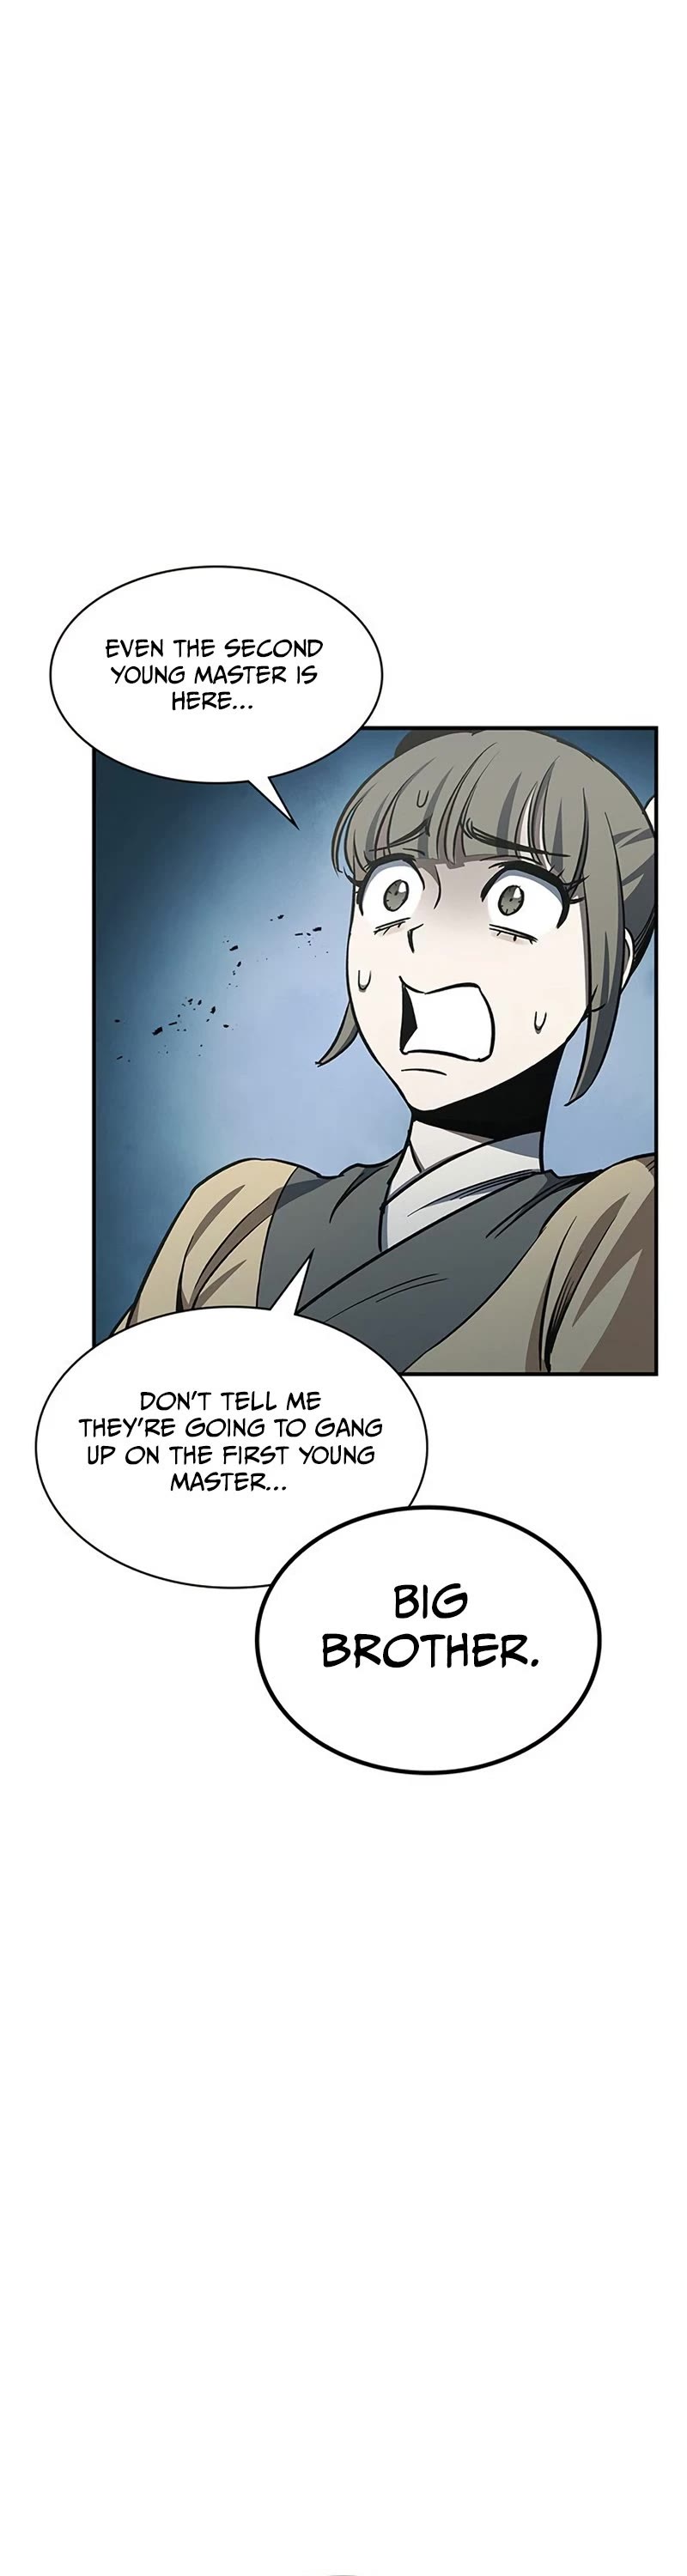 EVEN THE SECOND
YOUNG MASTER IS
HERE...
DON'T TELL ME
THEY'RE GOING TO GANG
UP ON THE FIRST YOUNG
MASTER...
BIG
BROTHER.